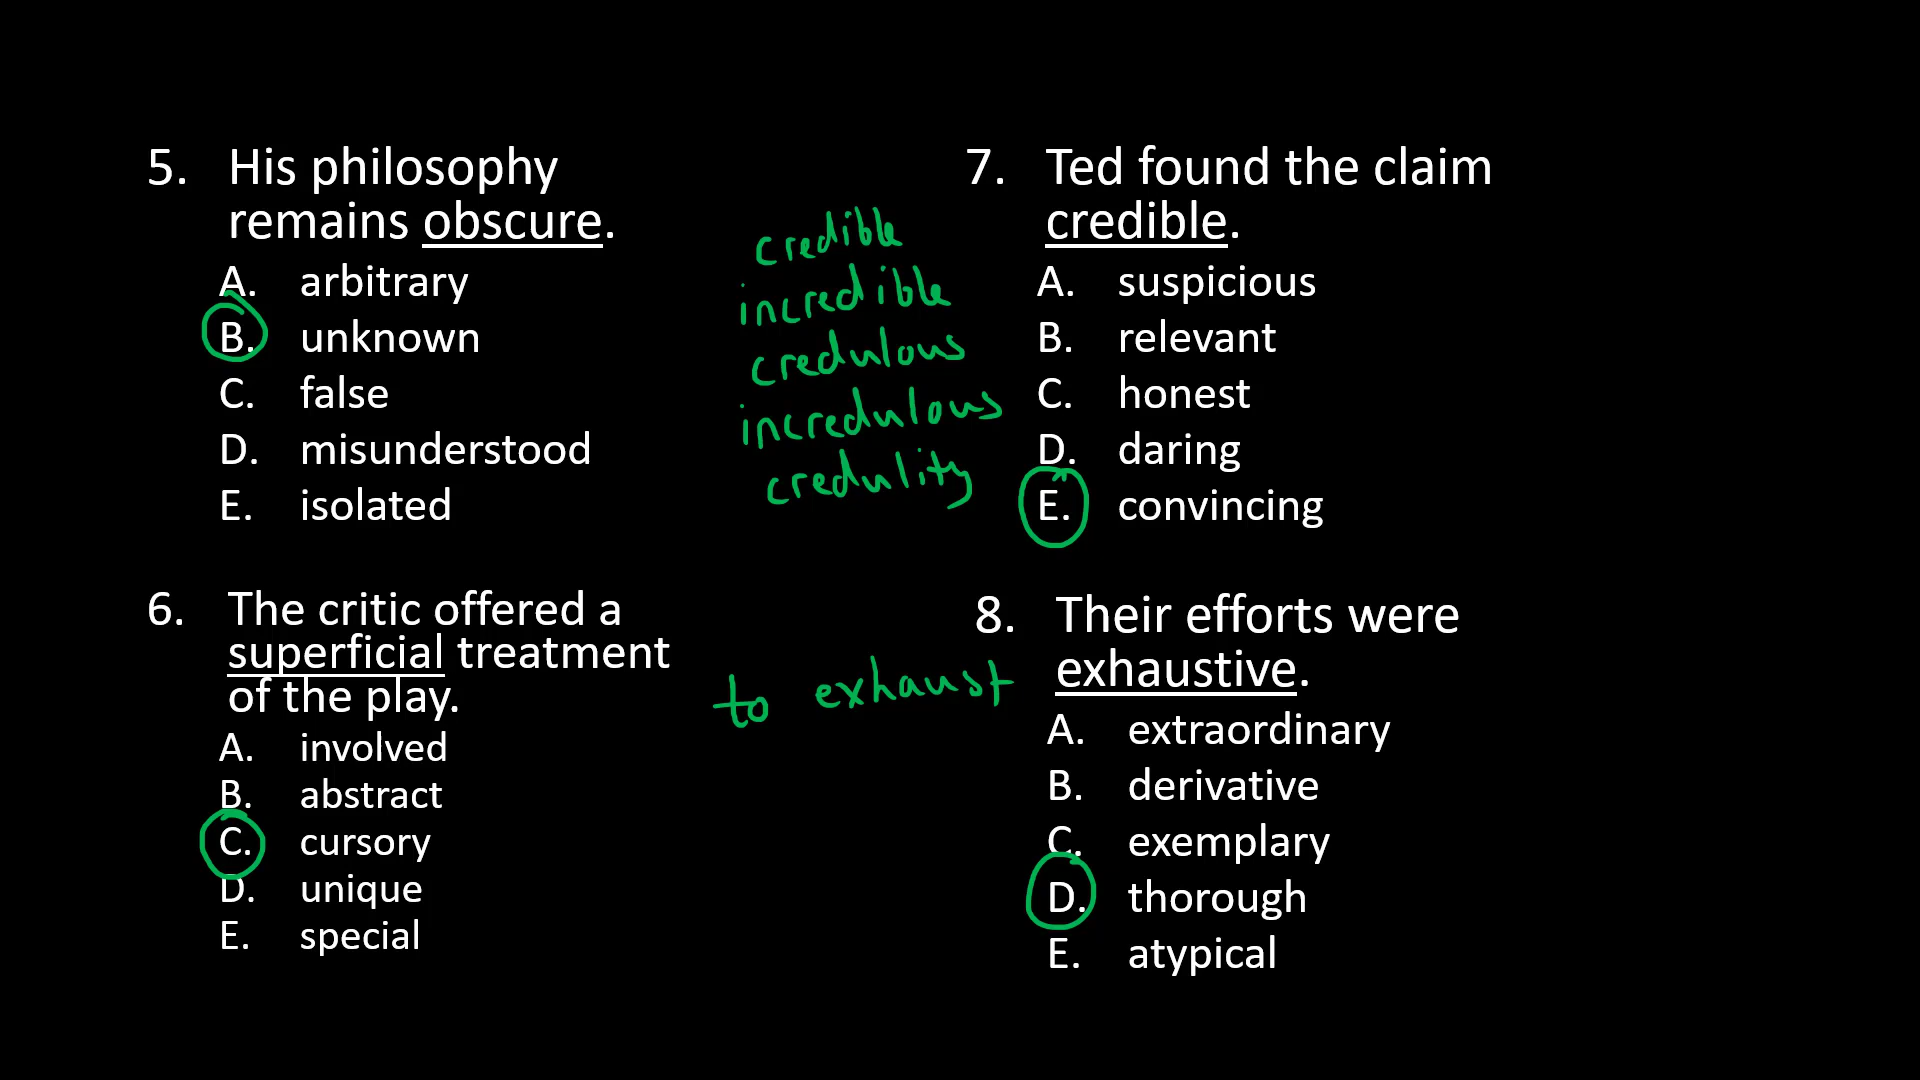 5. His philosophy
remains obscure.
A. arbitrary
B. unknown
C. false
D. misunderstood
E. isolated
6. The critic offered a
superficial treatment
of the play.
A. involved
B. abstract
C. cursory
D. unique
E. special
credible
incredible
credulous
incredulous
credulity
to exhaust
7. Ted found the claim
credible.
A. suspicious
B. relevant
C. honest
D. daring
E. convincing
8. Their efforts were
exhaustive.
A. extraordinary
B. derivative
C. exemplary
D. thorough
E. atypical